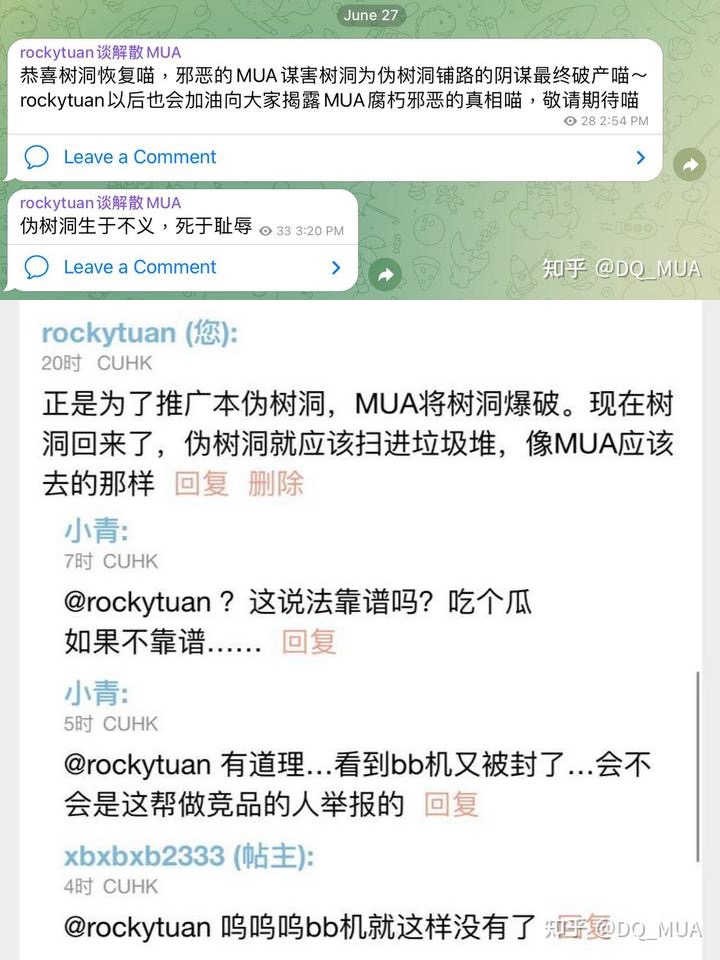 June 27
rockytuan谈解散MUA
恭喜树洞恢复喵，邪恶的MUA谋害树洞为伪树洞铺路的阴谋最终破产喵～
rockytuan以后也会加油向大家揭露MUA腐朽邪恶的真相喵，敬请期待喵
28 2:54 PM
Leave a Comment
rockytuan谈解散MUA
伪树洞生于不义，死于耻辱 33 3:20 PM
Leave a Comment
知乎 @DQ_MUA
rockytuan (您):
20时 CUHK
正是为了推广本伪树洞，MUA将树洞爆破。现在树
洞回来了，伪树洞就应该扫进垃圾堆，像MUA应该
去的那样 回复 删除
小青:
7时 CUHK
@rockytuan ？这说法靠谱吗？吃个瓜
如果不靠谱…… 回复
小青:
5时 CUHK
@rockytuan 有道理…看到bb机又被封了…会不
会是这帮做竞品的人举报的 回复
xbxbxb2333 (帖主):
4时 CUHK
@rockytuan 呜呜呜bb机就这样没有了 回复
知乎 @DQ_MUA